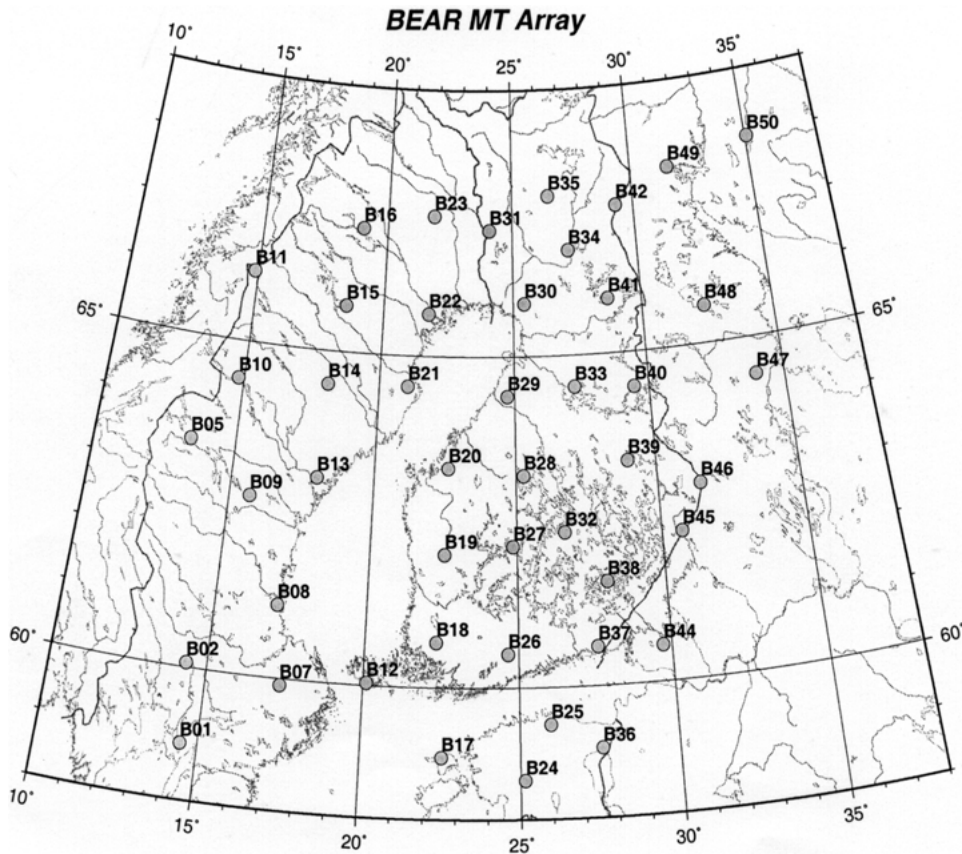 BEAR MT Array
10°
15°
20°
25°
30°
35°
B50
B49
B35
B42
B23
B16
B31
B34
B11
B41
B15
B30
B48
B22
65°
65°
B47
B10
B14
B21
B33
B40
B29
B05
B20
B39
B13
B28
B46
B09
B32
B45
B27
B19
B38
B08
B18
B37
B44
60°
60°
B26
B02
B12
B07
B25
B01
B36
B17
B24
10°
15°
20°
25°
30°
35°